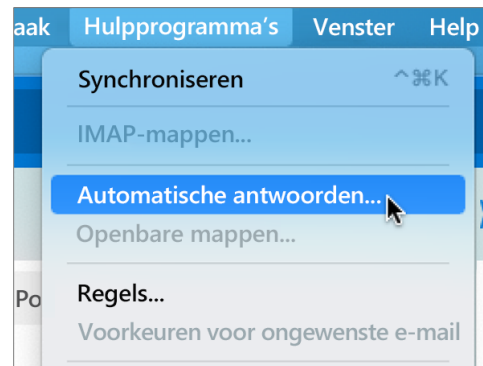 aak Hulpprogramma's Venster Help
Synchroniseren ^⌘K
IMAP-mappen...
Automatische antwoorden...
Openbare mappen...
Po
Regels...
Voorkeuren voor ongewenste e-mail